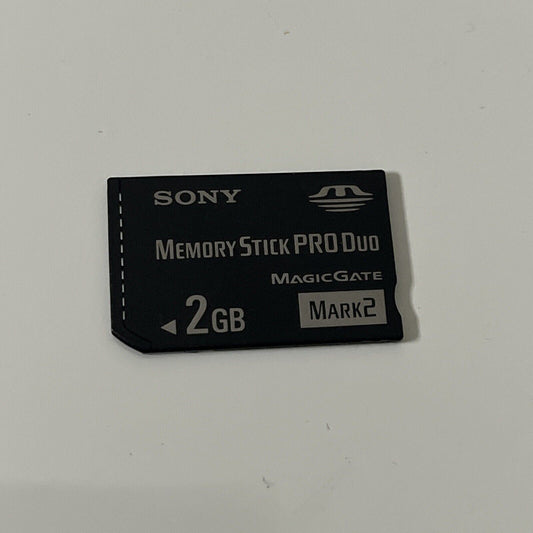 SONY
MEMORY STICK PRO DUO
MAGICGATE
2GB
MARK2